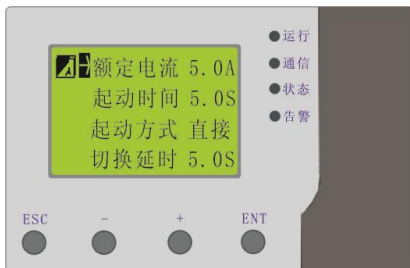 额定电流 5.0A
起动时间 5.0S
起动方式 直接
切换延时 5.0S
运行
通信
状态
告警
ESC - + ENT